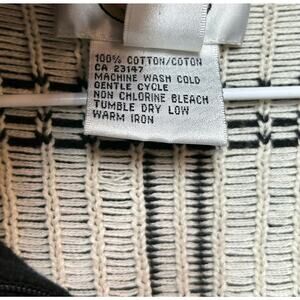 100% COTTON/COTON
CA 23147
MACHINE WASH COLD
GENTLE CYCLE
NON CHLORINE BLEACH
TUMBLE DRY LOW
WARM IRON